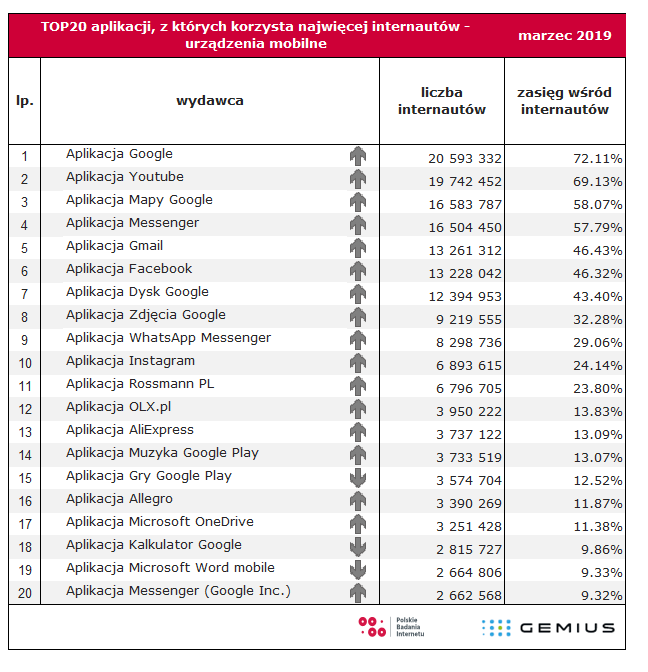 TOP20 aplikacji, z których korzysta najwięcej internautów -
urządzenia mobilne
marzec 2019
lp.
wydawca
liczba
internautów
zasięg wśród
internautów
1 Aplikacja Google 20 593 332 72.11%
2 Aplikacja Youtube 19 742 452 69.13%
3 Aplikacja Mapy Google 16 583 787 58.07%
4 Aplikacja Messenger 16 504 450 57.79%
5 Aplikacja Gmail 13 261 312 46.43%
6 Aplikacja Facebook 13 228 042 46.32%
7 Aplikacja Dysk Google 12 394 953 43.40%
8 Aplikacja Zdjęcia Google 9 219 555 32.28%
9 Aplikacja WhatsApp Messenger 8 298 736 29.06%
10 Aplikacja Instagram 6 893 615 24.14%
11 Aplikacja Rossmann PL 6 796 705 23.80%
12 Aplikacja OLX.pl 3 950 222 13.83%
13 Aplikacja AliExpress 3 737 122 13.09%
14 Aplikacja Muzyka Google Play 3 733 519 13.07%
15 Aplikacja Gry Google Play 3 574 704 12.52%
16 Aplikacja Allegro 3 390 269 11.87%
17 Aplikacja Microsoft OneDrive 3 251 428 11.38%
18 Aplikacja Kalkulator Google 2 815 727 9.86%
19 Aplikacja Microsoft Word mobile 2 664 806 9.33%
20 Aplikacja Messenger (Google Inc.) 2 662 568 9.32%
Polskie
Badania
Internetu
GEMIUS